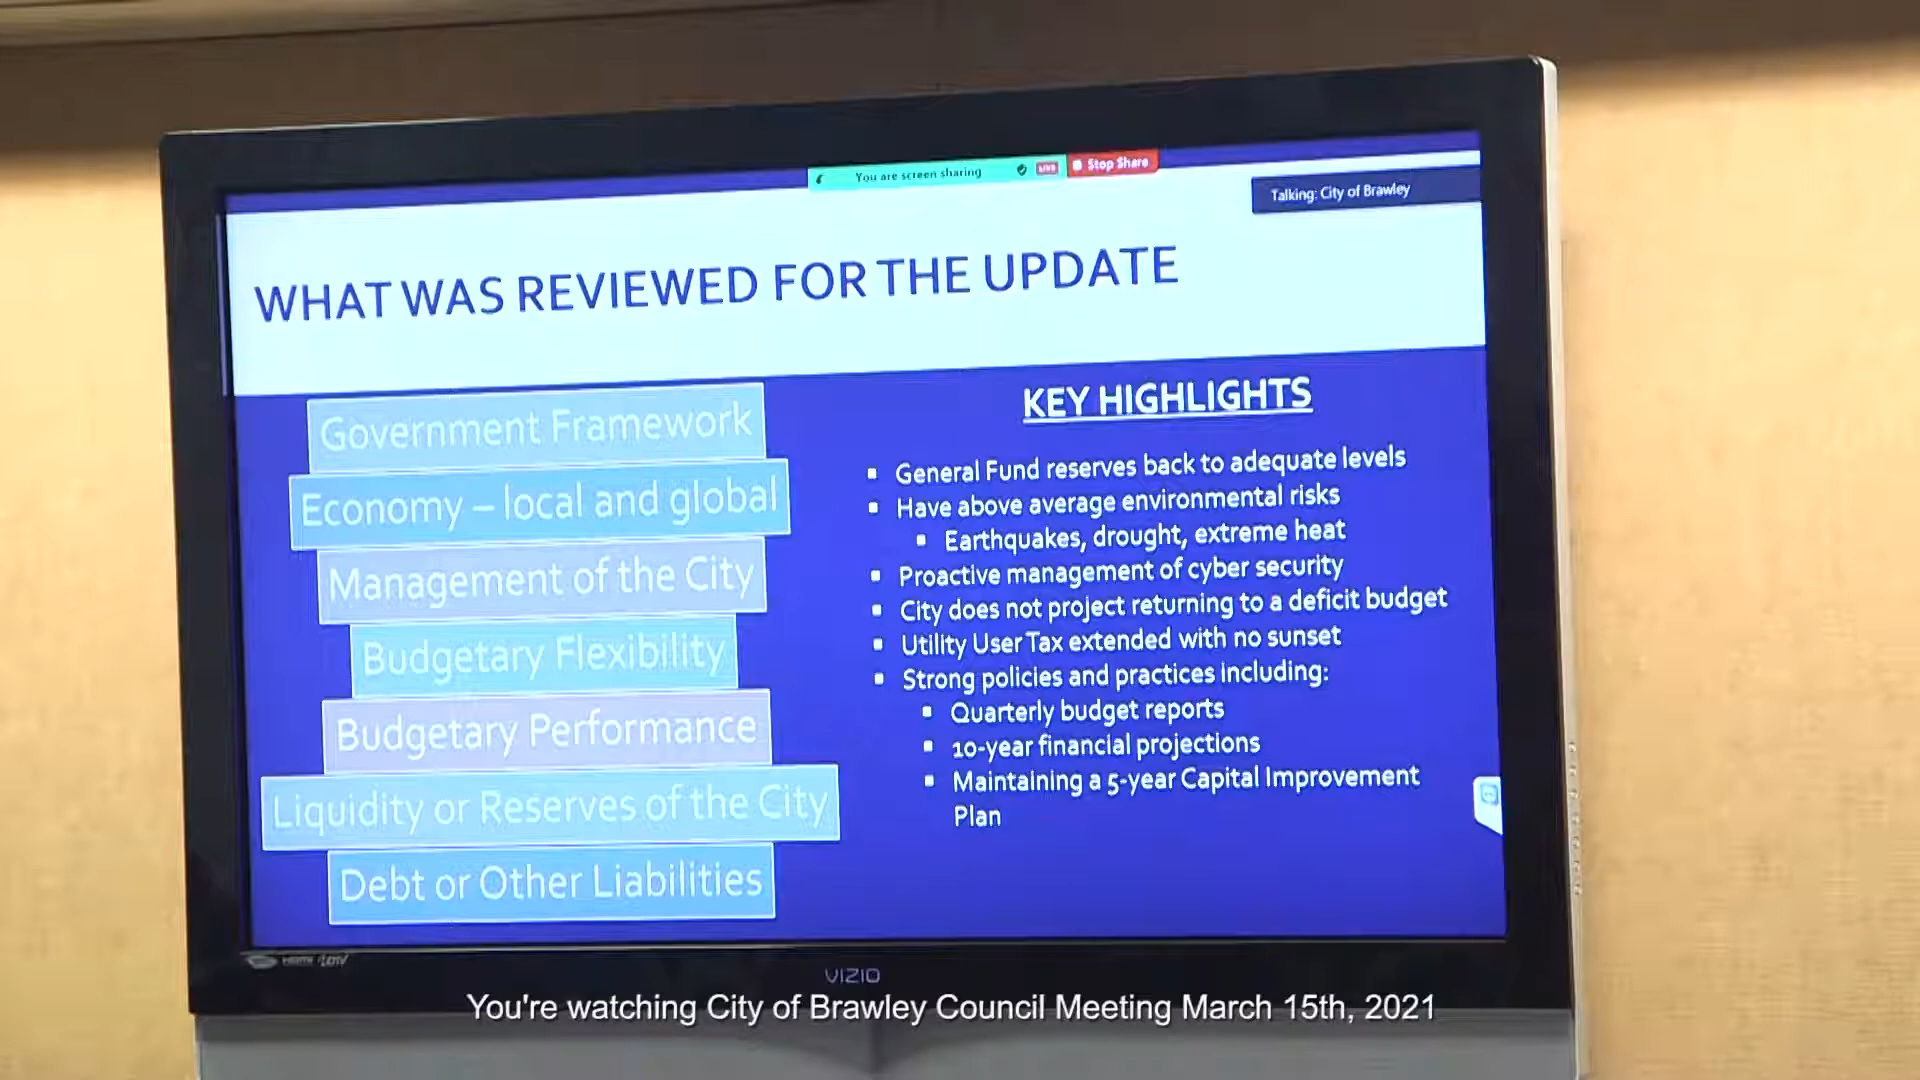 You are screen sharing
LIVE
Stop Share
Talking: City of Brawley
WHAT WAS REVIEWED FOR THE UPDATE
Government Framework
Economy – local and global
Management of the City
Budgetary Flexibility
Budgetary Performance
Liquidity or Reserves of the City
Debt or Other Liabilities
KEY HIGHLIGHTS
▪ General Fund reserves back to adequate levels
▪ Have above average environmental risks
▪ Earthquakes, drought, extreme heat
▪ Proactive management of cyber security
▪ City does not project returning to a deficit budget
▪ Utility User Tax extended with no sunset
▪ Strong policies and practices including:
▪ Quarterly budget reports
▪ 10-year financial projections
▪ Maintaining a 5-year Capital Improvement
Plan
VIZIO
You're watching City of Brawley Council Meeting March 15th, 2021